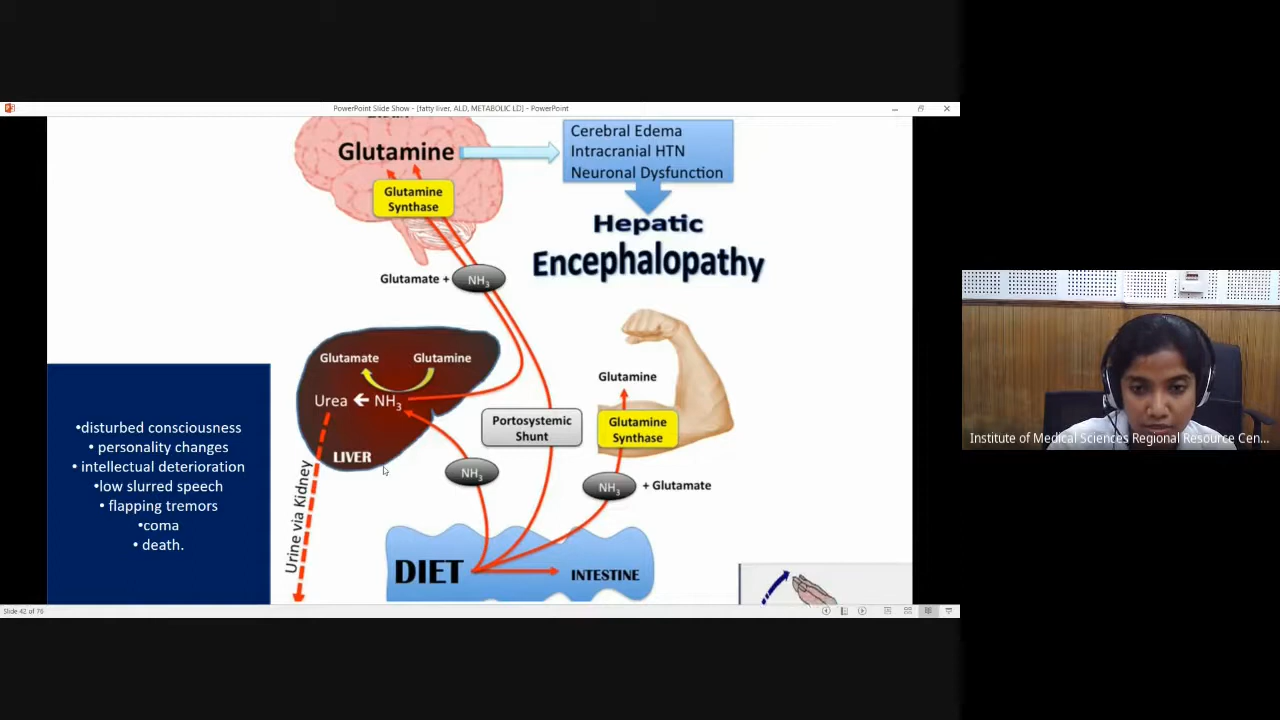 PowerPoint Slide Show - [fatty liver, ALD, METABOLIC LD] - PowerPoint
Glutamine
Glutamine
Synthase
Cerebral Edema
Intracranial HTN
Neuronal Dysfunction
Hepatic
Encephalopathy
Glutamate + NH3
Glutamate
Glutamine
Urea
NH3
LIVER
Urine via Kidney
NH3
Portosystemic
Shunt
Glutamine
Glutamine
Synthase
NH3 + Glutamate
DIET
INTESTINE
•disturbed consciousness
• personality changes
• intellectual deterioration
•low slurred speech
• flapping tremors
•coma
• death.
Slide 42 of 76
Institute of Medical Sciences Regional Resource Cen...